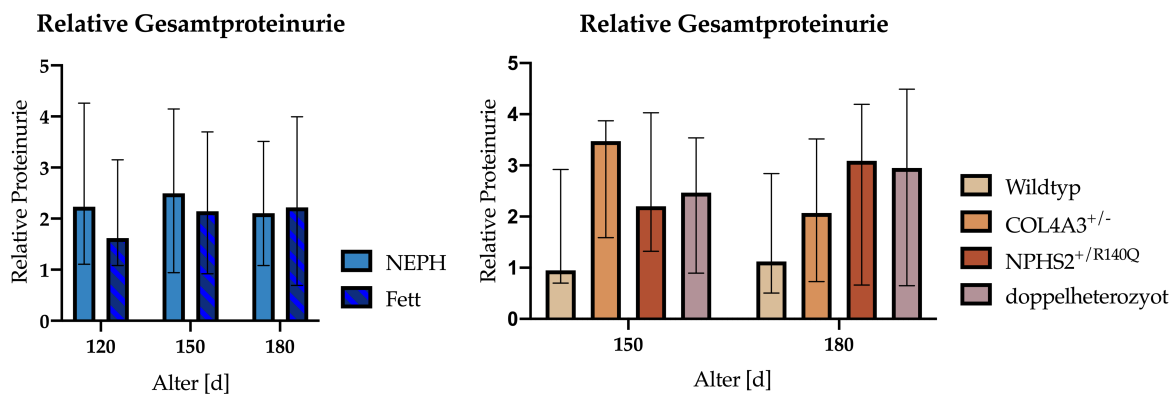 Relative Gesamtproteinurie
Relative Proteinurie
5
4
3
2
1
0
120
150
180
Alter [d]
NEPH
Fett
Relative Gesamtproteinurie
Relative Proteinurie
5
4
3
2
1
0
150
180
Alter [d]
Wildtyp
COL4A3+/-
NPHS2+/R140Q
doppelheterozyot